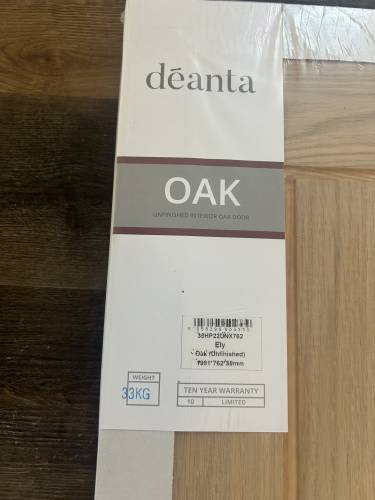 dēanta
OAK
UNFINISHED INTERIOR OAK DOOR
35HP22UNX762
Ely
Oak (Unfinished)
1981*762*35mm
WEIGHT
33KG
TEN YEAR WARRANTY
10 LIMITED